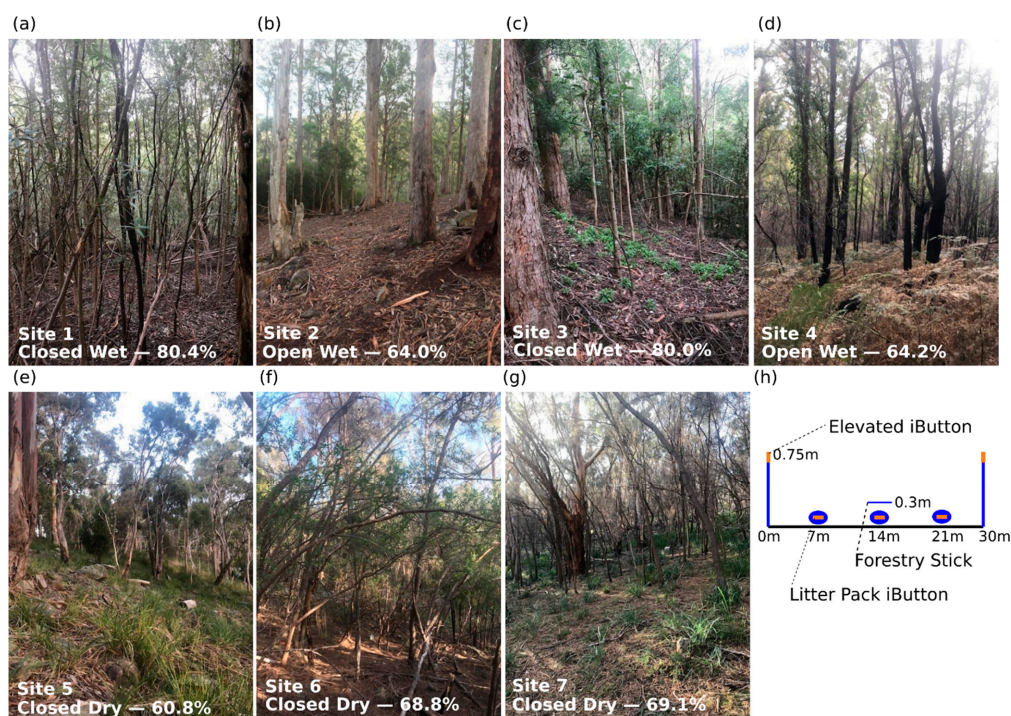 (a)
(b)
(c)
(d)
Site 1
Closed Wet — 80.4%
Site 2
Open Wet — 64.0%
Site 3
Closed Wet — 80.0%
Site 4
Open Wet — 64.2%
(e)
(f)
(g)
(h)
Site 5
Closed Dry — 60.8%
Site 6
Closed Dry — 68.8%
Site 7
Closed Dry — 69.1%
Elevated iButton
0.75m
0.3m
0m
7m
14m
21m
30m
Forestry Stick
Litter Pack iButton